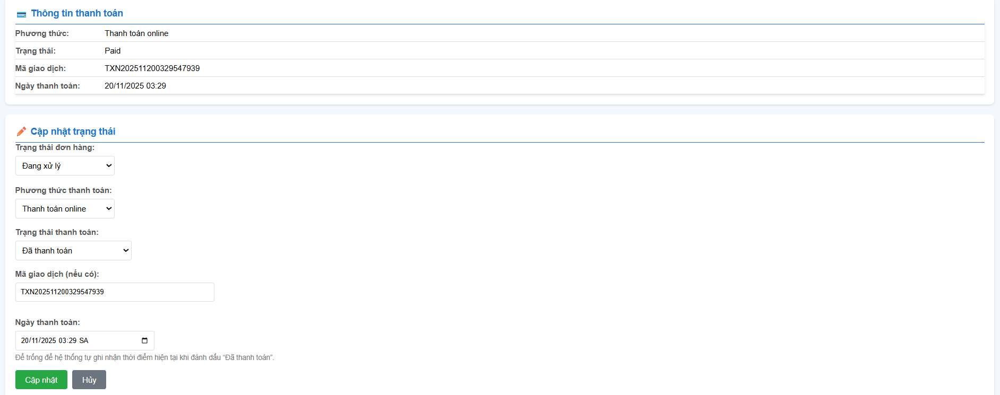 Thông tin thanh toán
Phương thức: Thanh toán online
Trạng thái: Paid
Mã giao dịch: TXN202511200329547939
Ngày thanh toán: 20/11/2025 03:29
Cập nhật trạng thái
Trạng thái đơn hàng:
Đang xử lý
Phương thức thanh toán:
Thanh toán online
Trạng thái thanh toán:
Đã thanh toán
Mã giao dịch (nếu có):
TXN202511200329547939
Ngày thanh toán:
20/11/2025 03:29 SA
Để trống để hệ thống tự ghi nhận thời điểm hiện tại khi đánh dấu “Đã thanh toán”.
Cập nhật Hủy